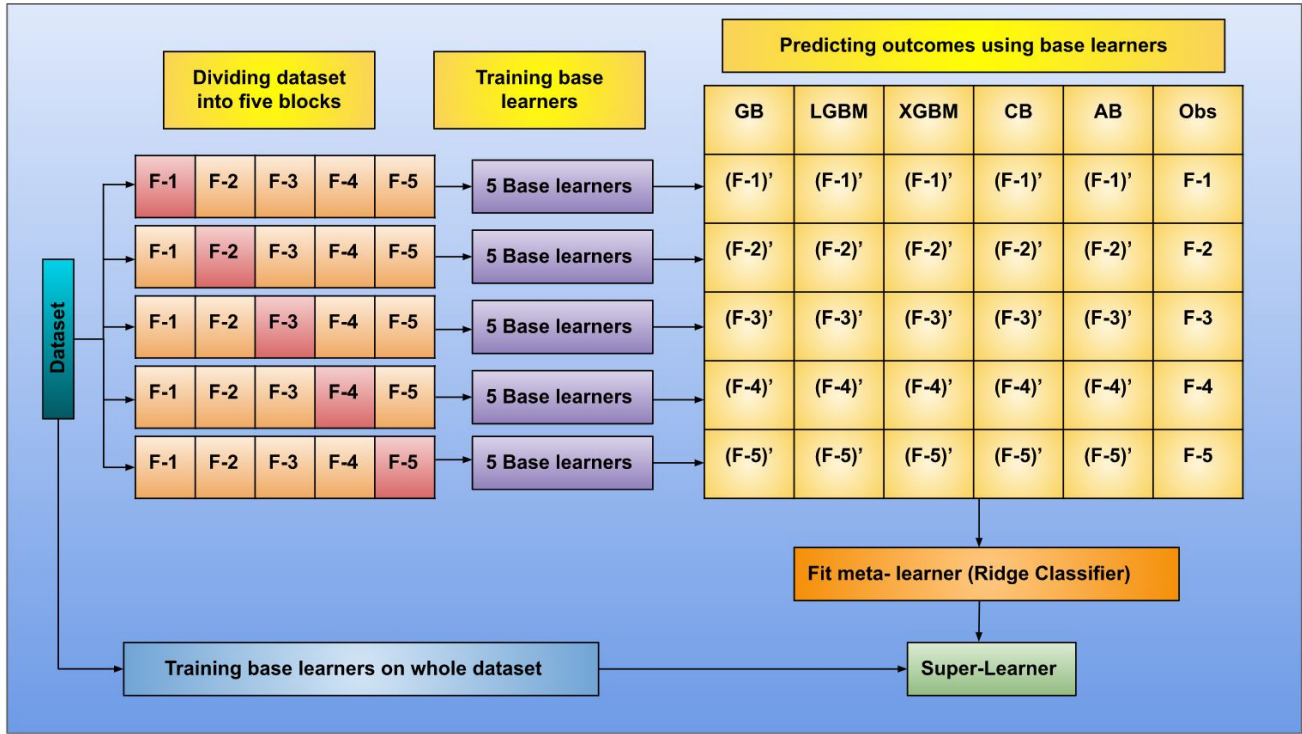 Dividing dataset
into five blocks
Training base
learners
Predicting outcomes using base learners
GB LGBM XGBM CB AB Obs
F-1 F-2 F-3 F-4 F-5 5 Base learners (F-1)’ (F-1)’ (F-1)’ (F-1)’ (F-1)’ F-1
F-1 F-2 F-3 F-4 F-5 5 Base learners (F-2)’ (F-2)’ (F-2)’ (F-2)’ (F-2)’ F-2
Dataset
F-1 F-2 F-3 F-4 F-5 5 Base learners (F-3)’ (F-3)’ (F-3)’ (F-3)’ (F-3)’ F-3
F-1 F-2 F-3 F-4 F-5 5 Base learners (F-4)’ (F-4)’ (F-4)’ (F-4)’ (F-4)’ F-4
F-1 F-2 F-3 F-4 F-5 5 Base learners (F-5)’ (F-5)’ (F-5)’ (F-5)’ (F-5)’ F-5
Fit meta- learner (Ridge Classifier)
Training base learners on whole dataset
Super-Learner